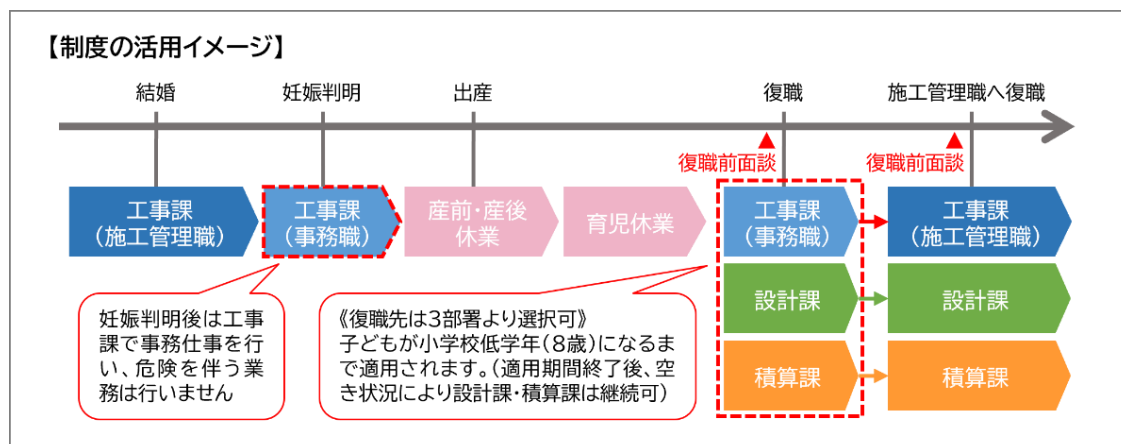 【制度の活用イメージ】
結婚
妊娠判明
出産
復職
施工管理職へ復職
復職前面談
復職前面談
工事課
（施工管理職）
工事課
（事務職）
産前・産後
休業
育児休業
工事課
（事務職）
工事課
（施工管理職）
設計課
設計課
積算課
積算課
妊娠判明後は工事
課で事務仕事を行
い、危険を伴う業
務は行いません
《復職先は3部署より選択可》
子どもが小学校低学年（8歳）になるま
で適用されます。（適用期間終了後、空
き状況により設計課・積算課は継続可）